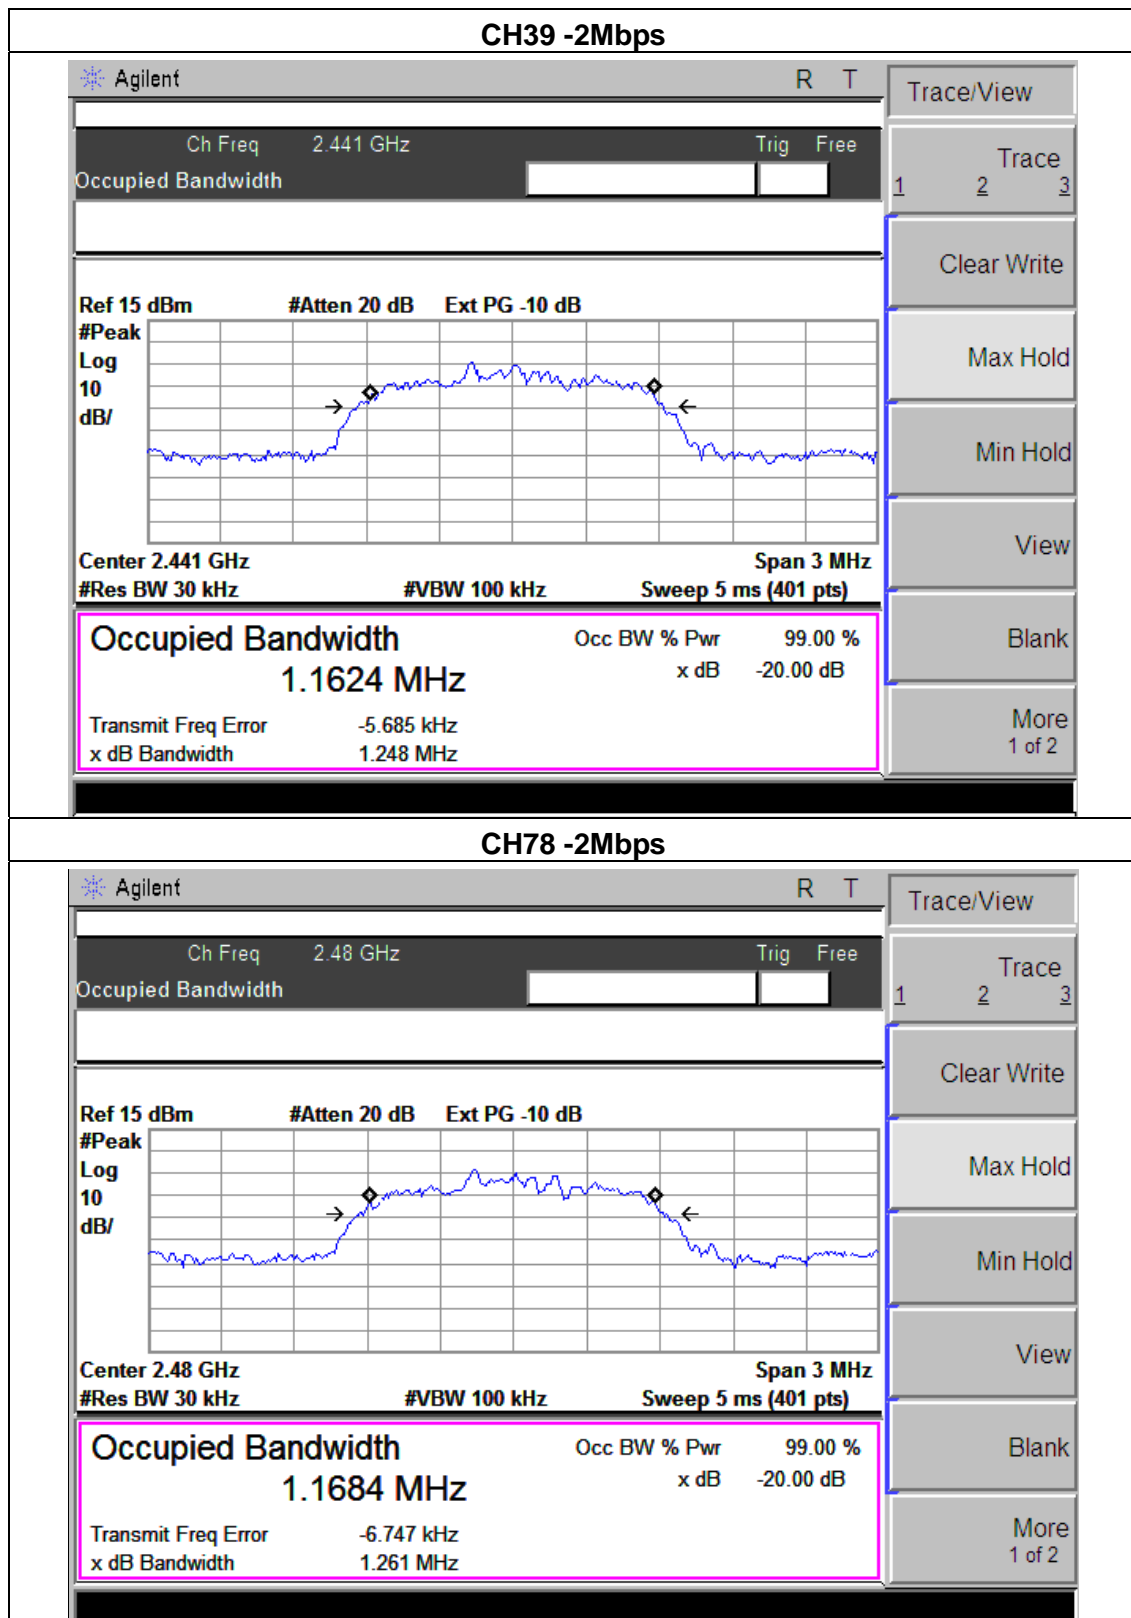 CH39 -2Mbps
Agilent R T
Trace/View
Ch Freq 2.441 GHz Trig Free
Occupied Bandwidth
Trace
1 2 3
Clear Write
Max Hold
Min Hold
View
Blank
More
1 of 2
Ref 15 dBm #Atten 20 dB Ext PG -10 dB
#Peak
Log
10
dB/
Center 2.441 GHz Span 3 MHz
#Res BW 30 kHz #VBW 100 kHz Sweep 5 ms (401 pts)
Occupied Bandwidth Occ BW % Pwr 99.00 %
1.1624 MHz x dB -20.00 dB
Transmit Freq Error -5.685 kHz
x dB Bandwidth 1.248 MHz
CH78 -2Mbps
Agilent R T
Trace/View
Ch Freq 2.48 GHz Trig Free
Occupied Bandwidth
Trace
1 2 3
Clear Write
Max Hold
Min Hold
View
Blank
More
1 of 2
Ref 15 dBm #Atten 20 dB Ext PG -10 dB
#Peak
Log
10
dB/
Center 2.48 GHz Span 3 MHz
#Res BW 30 kHz #VBW 100 kHz Sweep 5 ms (401 pts)
Occupied Bandwidth Occ BW % Pwr 99.00 %
1.1684 MHz x dB -20.00 dB
Transmit Freq Error -6.747 kHz
x dB Bandwidth 1.261 MHz